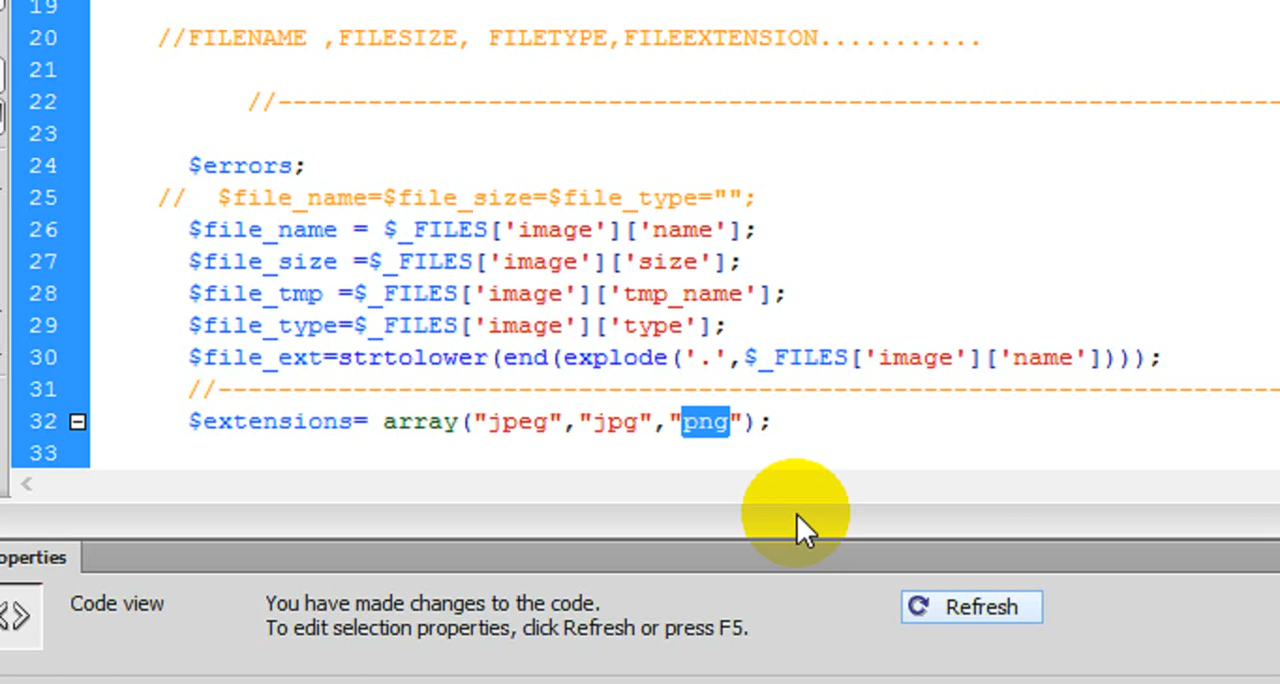 19
20 //FILENAME ,FILESIZE, FILETYPE,FILEEXTENSION...........
21
22 //----------------------------------------------------------------------
23
24 $errors;
25 // $file_name=$file_size=$file_type="";
26 $file_name = $_FILES['image']['name'];
27 $file_size =$_FILES['image']['size'];
28 $file_tmp =$_FILES['image']['tmp_name'];
29 $file_type=$_FILES['image']['type'];
30 $file_ext=strtolower(end(explode('.',$_FILES['image']['name'])));
31 //----------------------------------------------------------------------
32 $extensions= array("jpeg","jpg","png");
33
operties
Code view
You have made changes to the code.
To edit selection properties, click Refresh or press F5.
Refresh